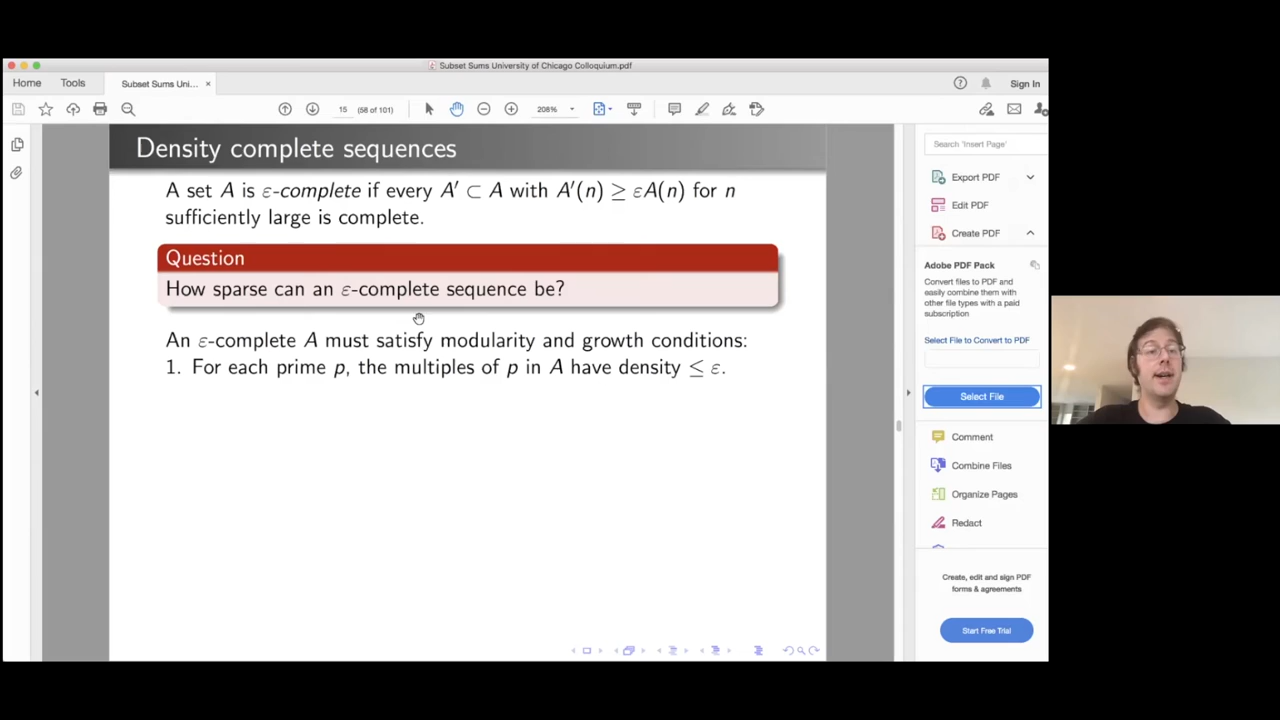 Subset Sums University of Chicago Colloquium.pdf
Home
Tools
Subset Sums Uni... ×
Sign In
15 (58 of 101)
208%
Density complete sequences
A set A is ε-complete if every A′ ⊂ A with A′(n) ≥ εA(n) for n
sufficiently large is complete.
Question
How sparse can an ε-complete sequence be?
An ε-complete A must satisfy modularity and growth conditions:
1. For each prime p, the multiples of p in A have density ≤ ε.
Search 'Insert Page'
Export PDF
Edit PDF
Create PDF
Adobe PDF Pack
Convert files to PDF and
easily combine them with
other file types with a paid
subscription
Select File to Convert to PDF
Select File
Comment
Combine Files
Organize Pages
Redact
Create, edit and sign PDF
forms & agreements
Start Free Trial